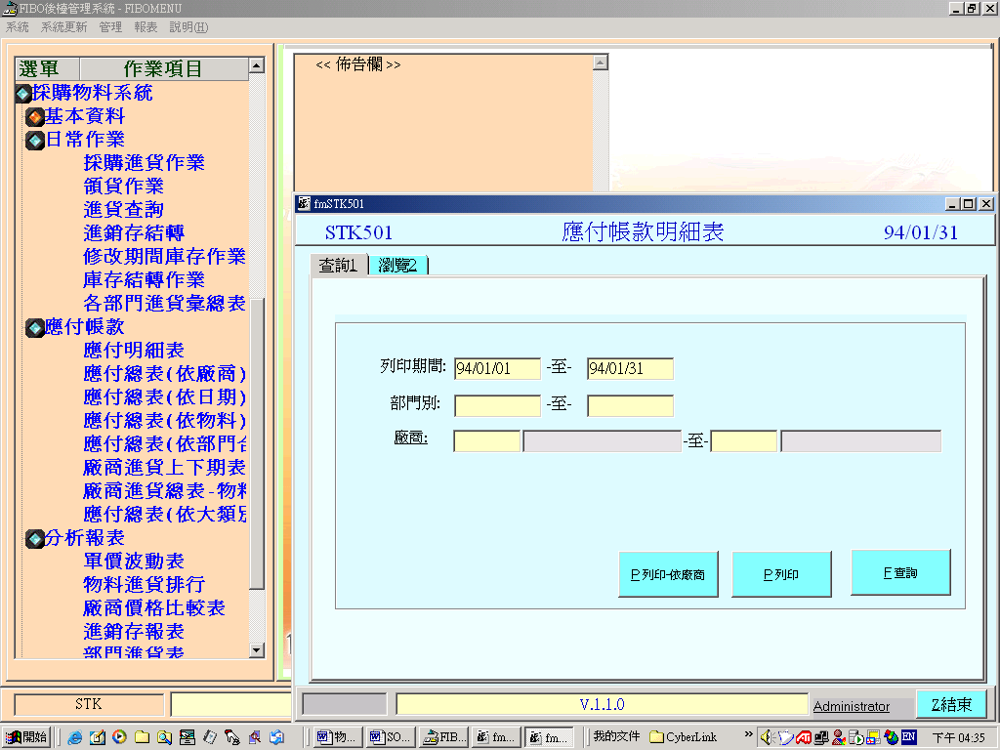 FIBO後檯管理系統 - FIBOMENU
系統 系統更新 管理 報表 說明(H)
選單 作業項目
採購物料系統
基本資料
日常作業
採購進貨作業
領貨作業
進貨查詢
進銷存結轉
修改期間庫存作業
庫存結轉作業
各部門進貨彙總表
應付帳款
應付明細表
應付總表(依廠商)
應付總表(依日期)
應付總表(依物料)
應付總表(依部門合
廠商進貨上下期表
廠商進貨總表-物料
應付總表(依大類別
分析報表
單價波動表
物料進貨排行
廠商價格比較表
進銷存報表
部門進貨表
STK
<< 佈告欄 >>
fmSTK501
STK501 應付帳款明細表 94/01/31
查詢1 瀏覽2
列印期間: 94/01/01 -至- 94/01/31
部門別: -至-
廠商: -至-
P列印-依廠商 P列印 F查詢
V.1.1.0 Administrator Z結束
開始 物... SO... FIB... fm... fm... 我的文件 CyberLink » EN 下午 04:35